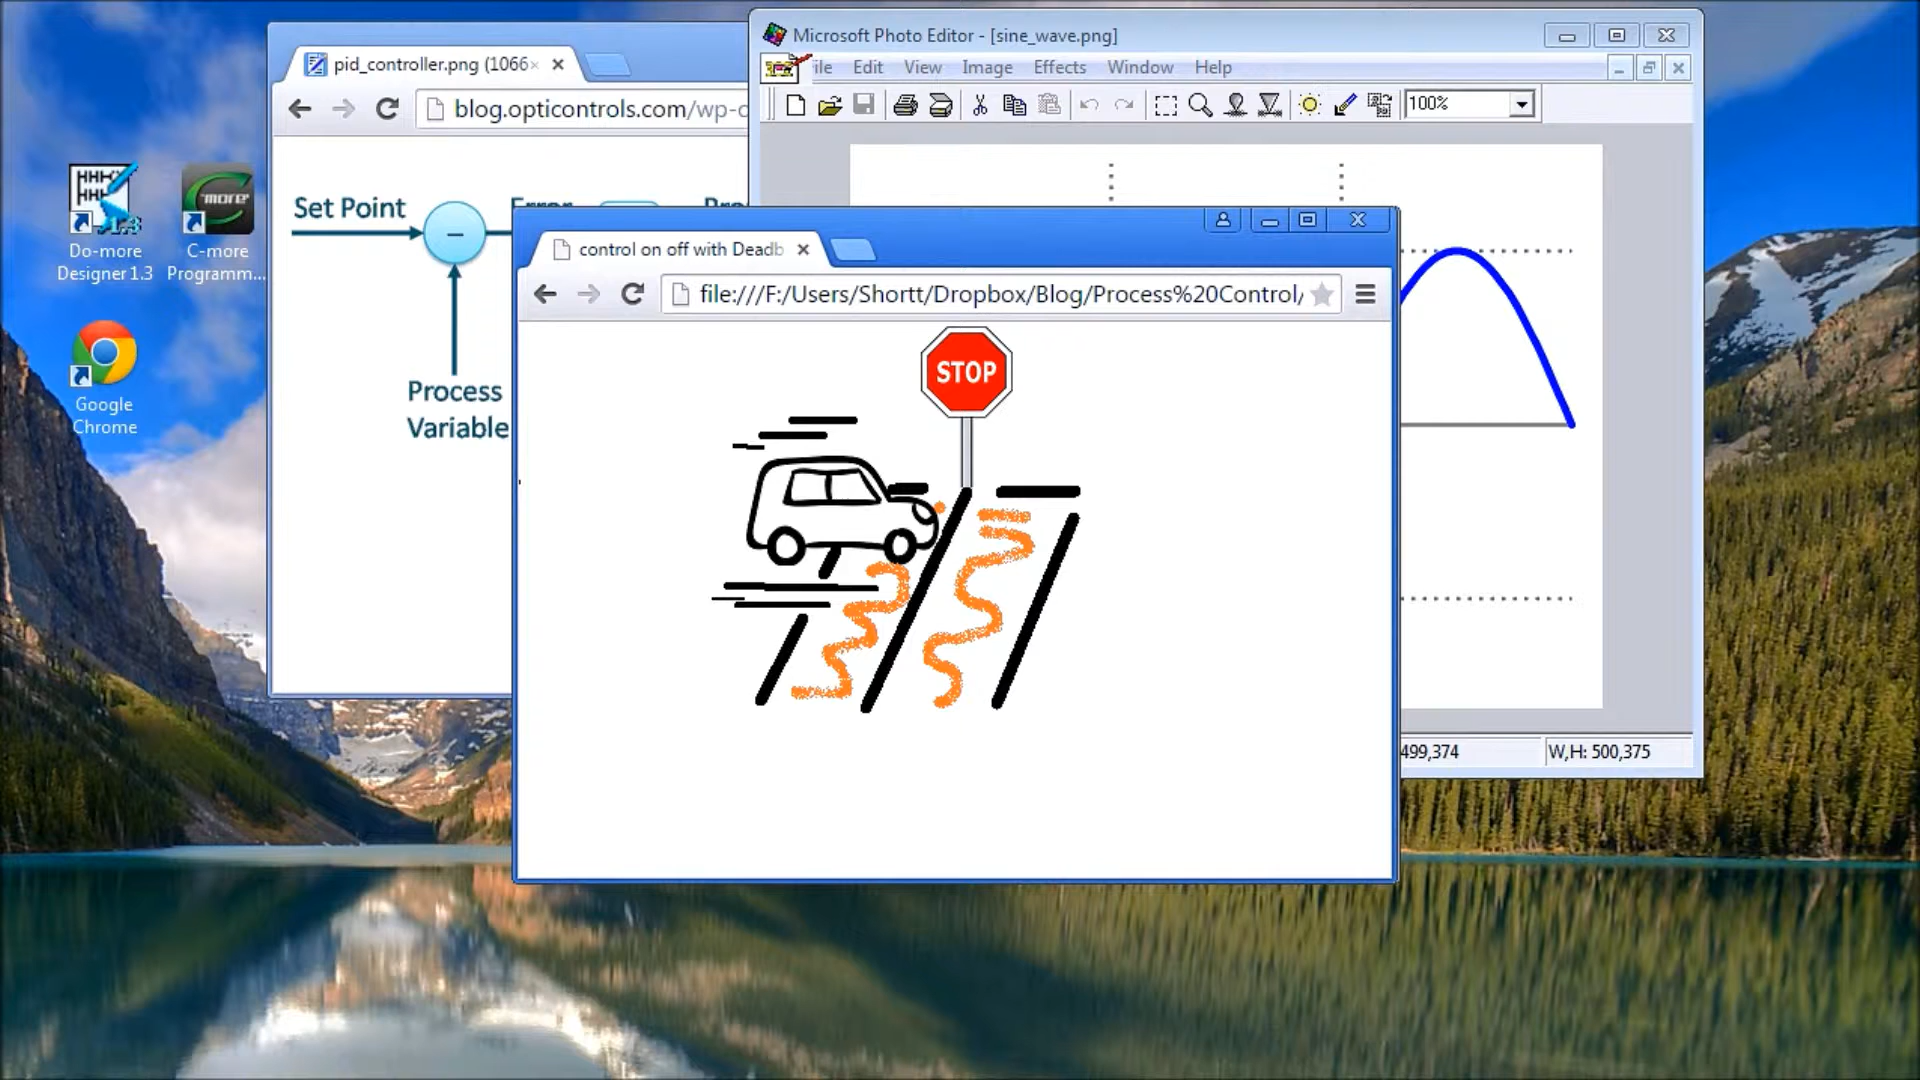 Microsoft Photo Editor - [sine_wave.png]
pid_controller.png (1066×
ile Edit View Image Effects Window Help
blog.opticontrols.com/wp-c
100%
Set Point
Error
Pro
−
Do-more
Designer 1.3
C-more
Programm...
control on off with Deadb
file:///F:/Users/Shortt/Dropbox/Blog/Process%20Control/
STOP
Google
Chrome
Process
Variable
499,374
W,H: 500,375